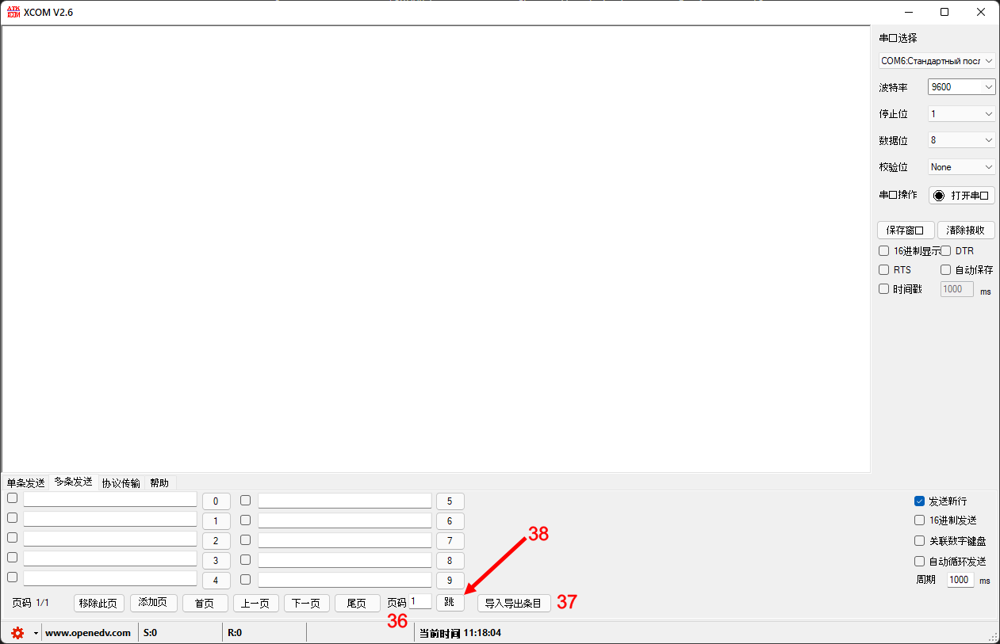 ATK XCOM XCOM V2.6
串口选择
COM6:Стандартный посл
波特率 9600
停止位 1
数据位 8
校验位 None
串口操作 打开串口
保存窗口 清除接收
16进制显示 DTR
RTS 自动保存
时间戳 1000 ms
单条发送 多条发送 协议传输 帮助
0 5 发送新行
1 6 16进制发送
38
2 7 关联数字键盘
3 8 自动循环发送
4 9 周期 1000 ms
页码 1/1 移除此页 添加页 首页 上一页 下一页 尾页 页码 1 跳 导入导出条目 37
36
www.openedv.com S:0 R:0 当前时间 11:18:04